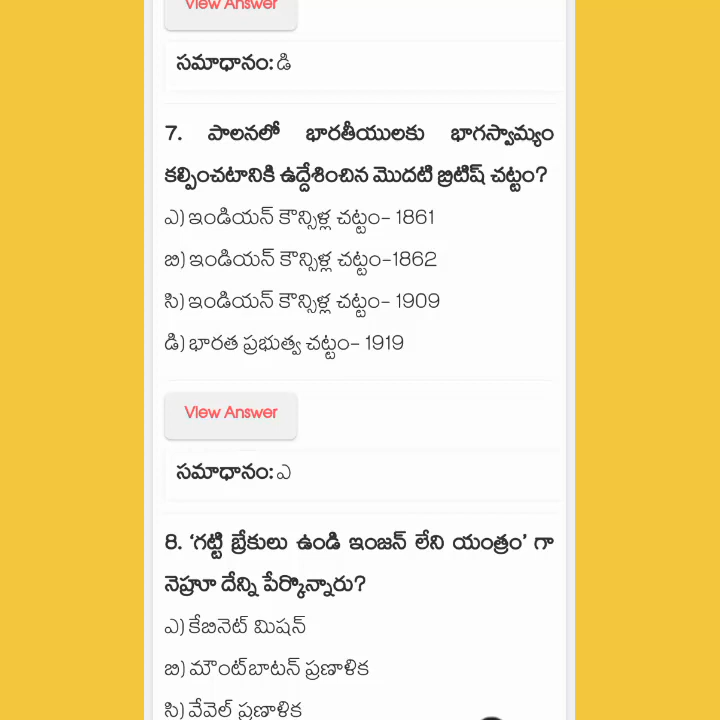 View Answer
సమాధానం: డి
7. పాలనలో భారతీయులకు భాగస్వామ్యం
కల్పించటానికి ఉద్దేశించిన మొదటి బ్రిటిష్ చట్టం?
ఎ) ఇండియన్ కౌన్సిళ్ల చట్టం– 1861
బి) ఇండియన్ కౌన్సిళ్ల చట్టం–1862
సి) ఇండియన్ కౌన్సిళ్ల చట్టం– 1909
డి) భారత ప్రభుత్వ చట్టం– 1919
View Answer
సమాధానం: ఎ
8. ‘గట్టి బ్రేకులు ఉండి ఇంజన్ లేని యంత్రం’ గా
నెహ్రూ దేన్ని పేర్కొన్నారు?
ఎ) కేబినెట్ మిషన్
బి) మౌంట్‌బాటన్ ప్రణాళిక
సి) వేవెల్ ప్రణాళిక